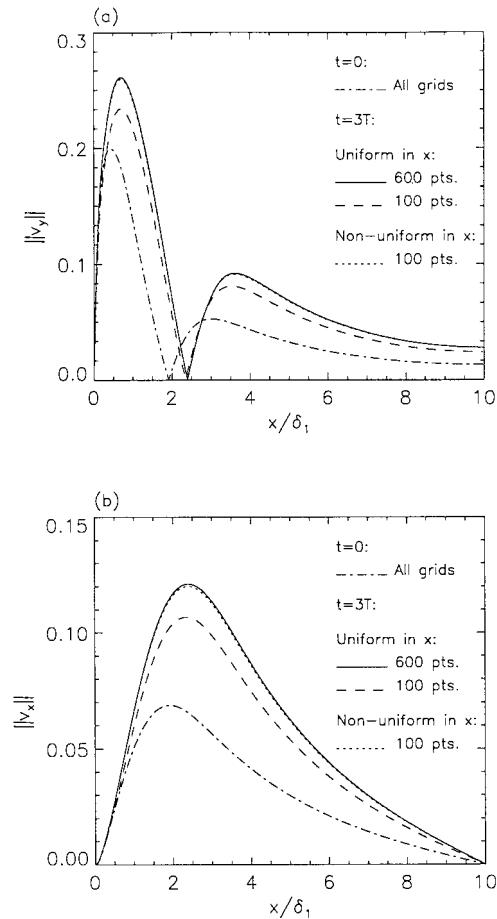 (a)
0.3
0.2
0.1
0.0
||v_y||
t=0:
All grids
t=3T:
Uniform in x:
600 pts.
100 pts.
Non-uniform in x:
100 pts.
0 2 4 6 8 10
x/δ₁
(b)
0.15
0.10
0.05
0.00
||v_x||
t=0:
All grids
t=3T:
Uniform in x:
600 pts.
100 pts.
Non-uniform in x:
100 pts.
0 2 4 6 8 10
x/δ₁